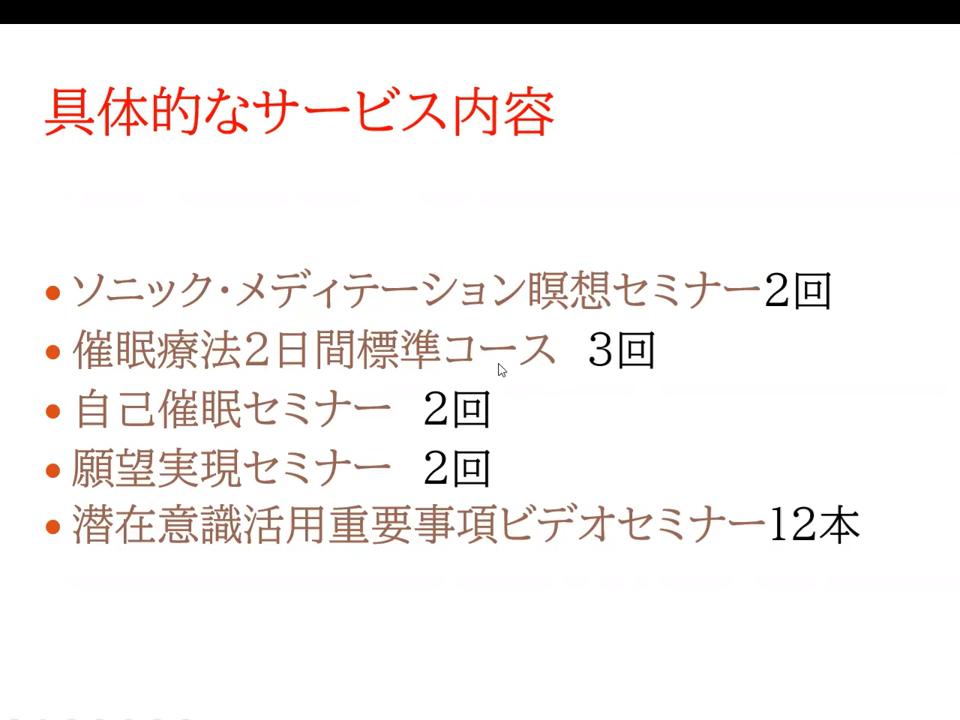 具体的なサービス内容
• ソニック・メディテーション瞑想セミナー2回
• 催眠療法2日間標準コース 3回
• 自己催眠セミナー 2回
• 願望実現セミナー 2回
• 潜在意識活用重要事項ビデオセミナー12本